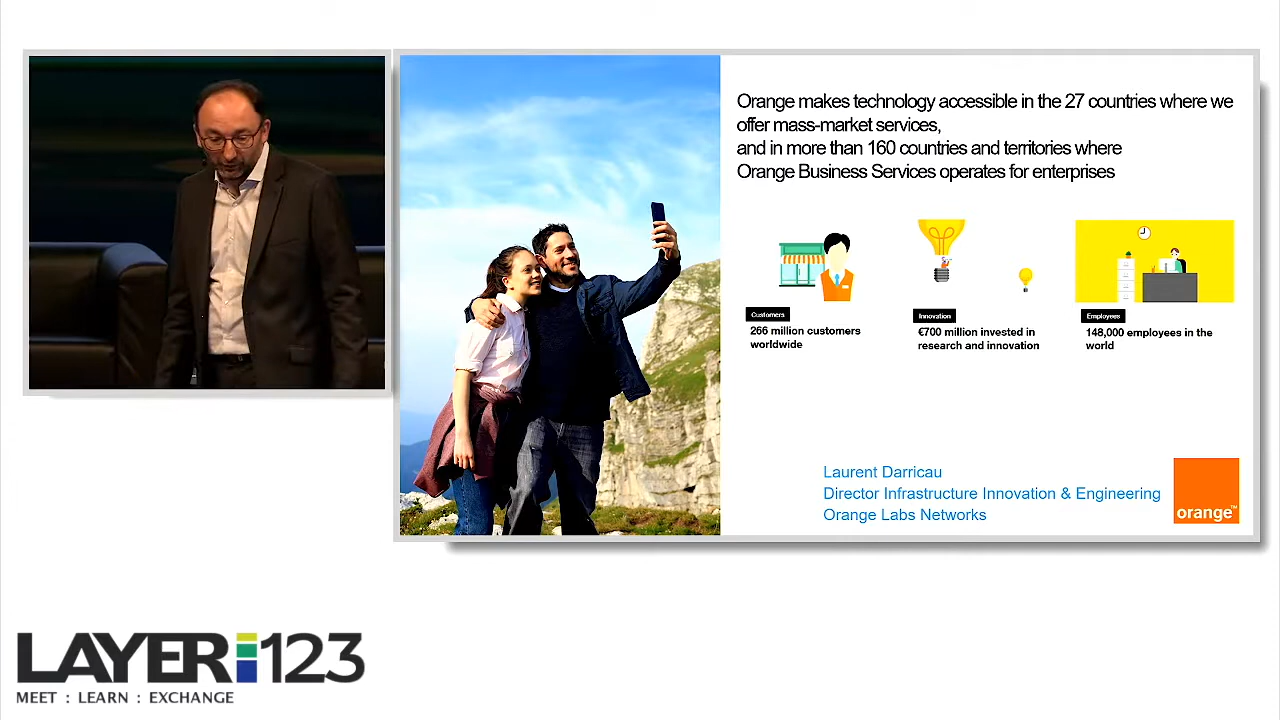 Orange makes technology accessible in the 27 countries where we
offer mass-market services,
and in more than 160 countries and territories where
Orange Business Services operates for enterprises
Customers
266 million customers
worldwide
Innovation
€700 million invested in
research and innovation
Employees
148,000 employees in the
world
Laurent Darricau
Director Infrastructure Innovation & Engineering
Orange Labs Networks
orange™
LAYER123
MEET : LEARN : EXCHANGE